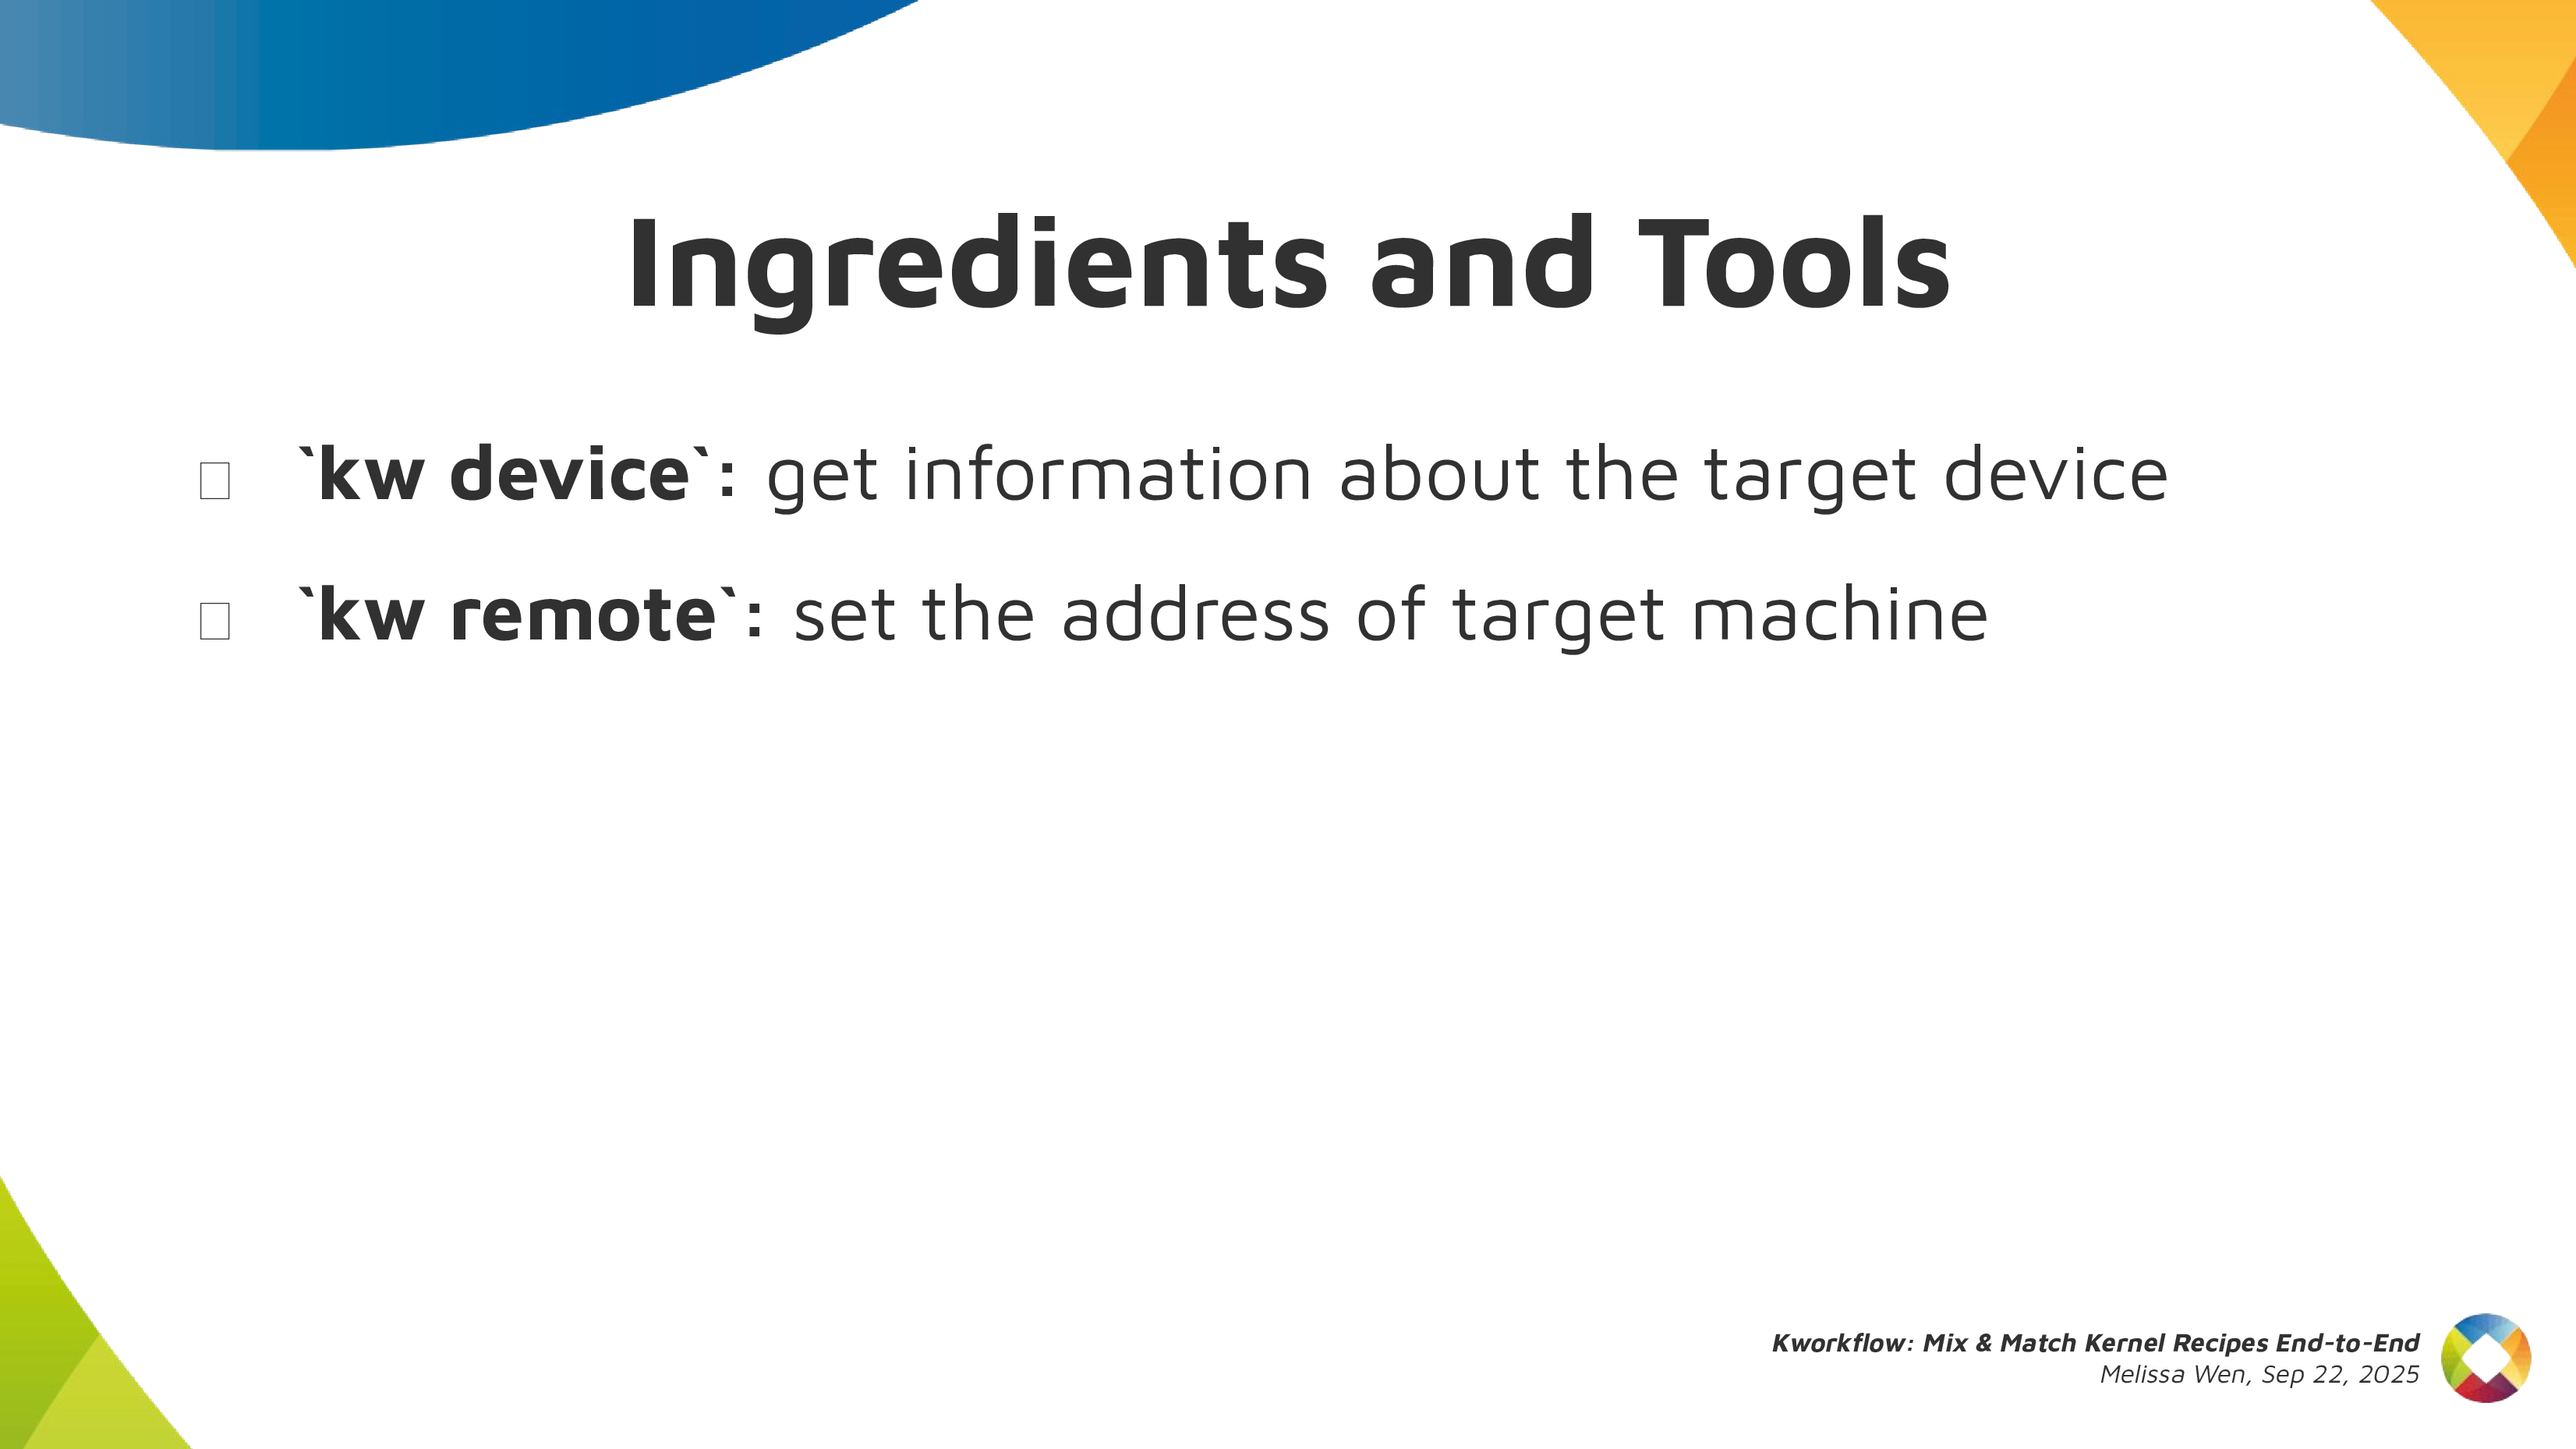 Ingredients and Tools
`kw device`: get information about the target device
`kw remote`: set the address of target machine
Kworkflow: Mix & Match Kernel Recipes End-to-End
Melissa Wen, Sep 22, 2025